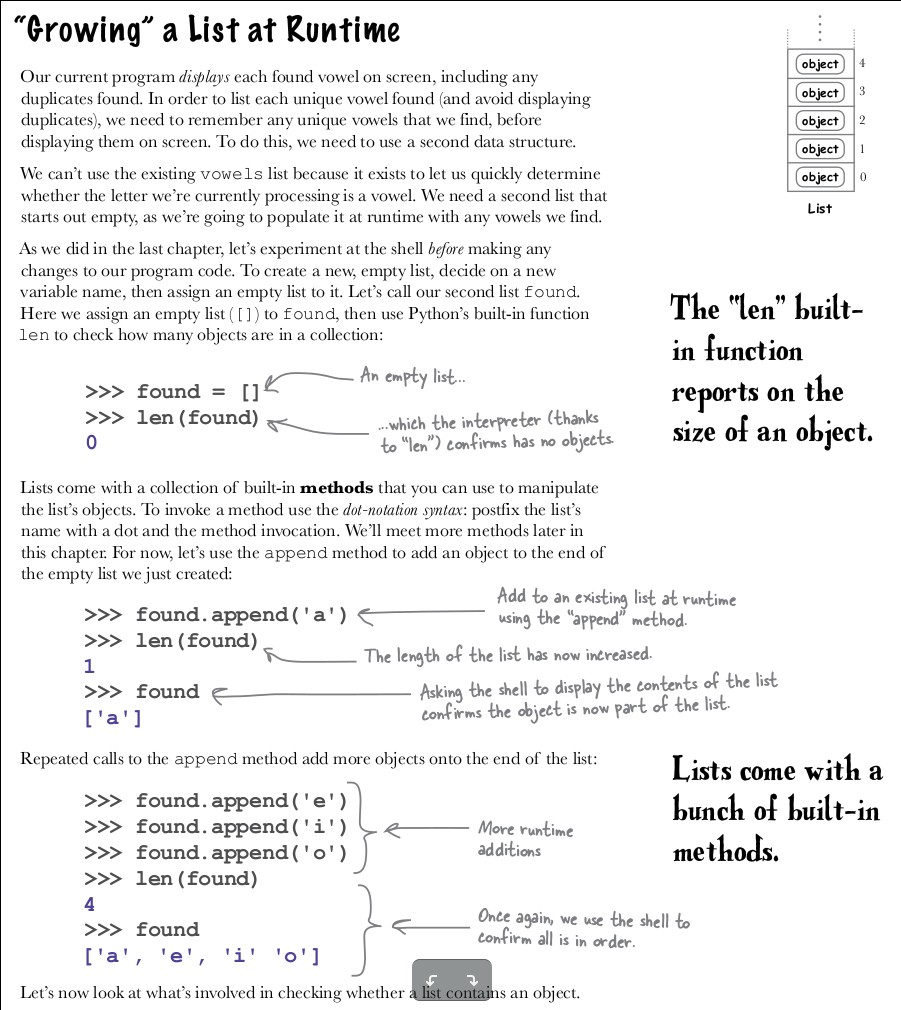 “Growing” a List at Runtime
Our current program displays each found vowel on screen, including any
duplicates found. In order to list each unique vowel found (and avoid displaying
duplicates), we need to remember any unique vowels that we find, before
displaying them on screen. To do this, we need to use a second data structure.
We can’t use the existing vowels list because it exists to let us quickly determine
whether the letter we’re currently processing is a vowel. We need a second list that
starts out empty, as we’re going to populate it at runtime with any vowels we find.
As we did in the last chapter, let’s experiment at the shell before making any
changes to our program code. To create a new, empty list, decide on a new
variable name, then assign an empty list to it. Let’s call our second list found.
Here we assign an empty list ([]) to found, then use Python’s built-in function
len to check how many objects are in a collection:
object 4
object 3
object 2
object 1
object 0
List
The “len” built-
in function
reports on the
size of an object.
>>> found = []
An empty list...
>>> len(found)
0
...which the interpreter (thanks
to “len”) confirms has no objects.
Lists come with a collection of built-in methods that you can use to manipulate
the list’s objects. To invoke a method use the dot-notation syntax: postfix the list’s
name with a dot and the method invocation. We’ll meet more methods later in
this chapter. For now, let’s use the append method to add an object to the end of
the empty list we just created:
>>> found.append('a')
Add to an existing list at runtime
using the “append” method.
>>> len(found)
1
The length of the list has now increased.
>>> found
['a']
Asking the shell to display the contents of the list
confirms the object is now part of the list.
Repeated calls to the append method add more objects onto the end of the list:
>>> found.append('e')
>>> found.append('i')
>>> found.append('o')
More runtime
additions
>>> len(found)
4
>>> found
['a', 'e', 'i' 'o']
Once again, we use the shell to
confirm all is in order.
Lists come with a
bunch of built-in
methods.
Let’s now look at what’s involved in checking whether a list contains an object.